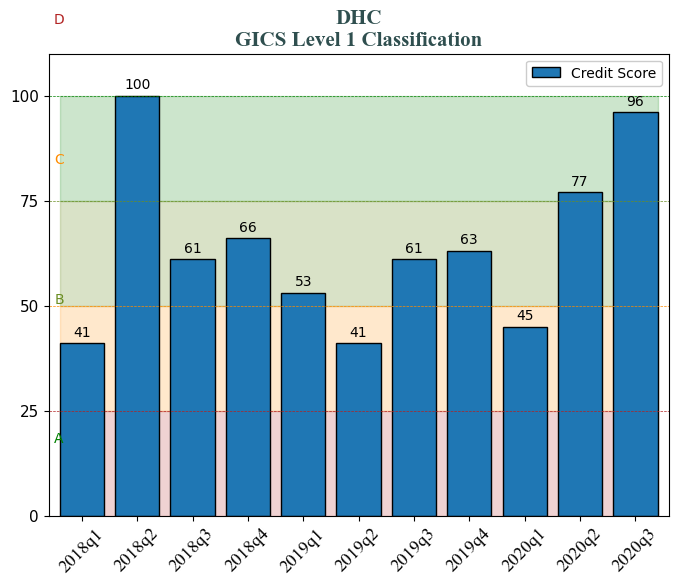 D
DHC
GICS Level 1 Classification
Credit Score
100
75
50
25
0
C
B
A
41
100
61
66
53
41
61
63
45
77
96
2018q1
2018q2
2018q3
2018q4
2019q1
2019q2
2019q3
2019q4
2020q1
2020q2
2020q3